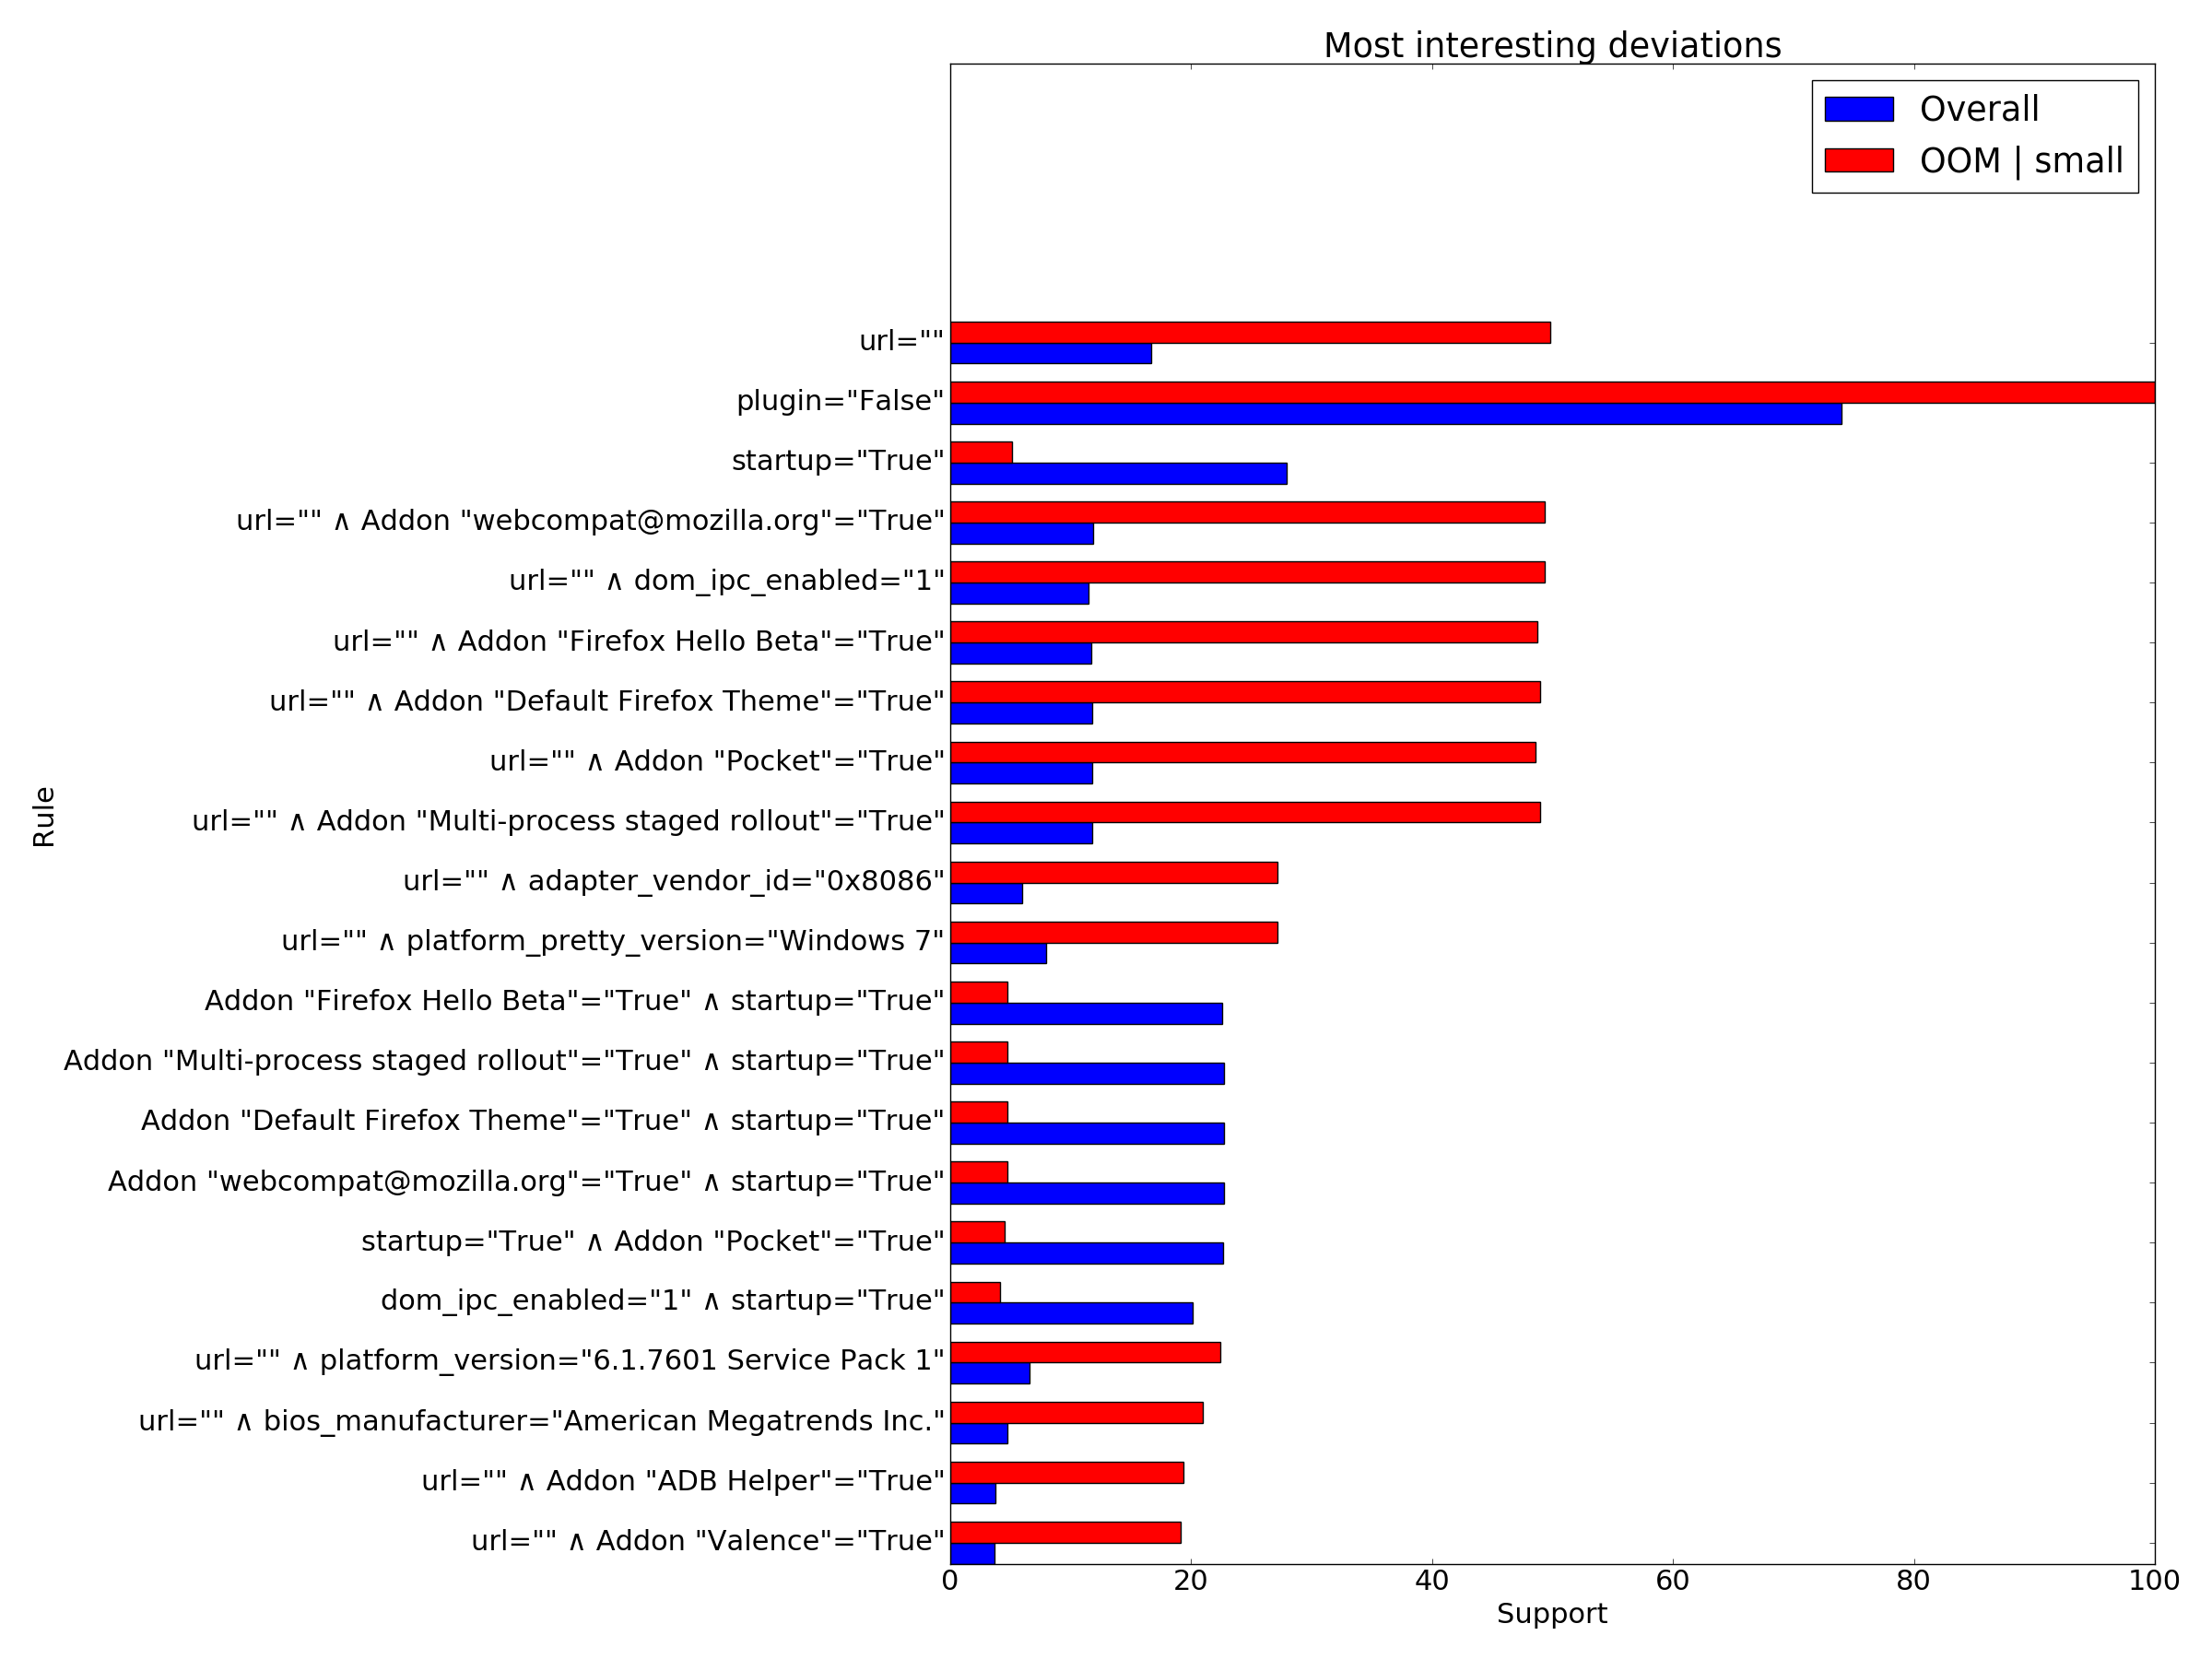 Most interesting deviations
Overall
OOM | small
url=""
plugin="False"
startup="True"
url="" ∧ Addon "webcompat@mozilla.org"="True"
url="" ∧ dom_ipc_enabled="1"
url="" ∧ Addon "Firefox Hello Beta"="True"
url="" ∧ Addon "Default Firefox Theme"="True"
url="" ∧ Addon "Pocket"="True"
url="" ∧ Addon "Multi-process staged rollout"="True"
url="" ∧ adapter_vendor_id="0x8086"
url="" ∧ platform_pretty_version="Windows 7"
Addon "Firefox Hello Beta"="True" ∧ startup="True"
Addon "Multi-process staged rollout"="True" ∧ startup="True"
Addon "Default Firefox Theme"="True" ∧ startup="True"
Addon "webcompat@mozilla.org"="True" ∧ startup="True"
startup="True" ∧ Addon "Pocket"="True"
dom_ipc_enabled="1" ∧ startup="True"
url="" ∧ platform_version="6.1.7601 Service Pack 1"
url="" ∧ bios_manufacturer="American Megatrends Inc."
url="" ∧ Addon "ADB Helper"="True"
url="" ∧ Addon "Valence"="True"
Rule
0 20 40 60 80 100
Support